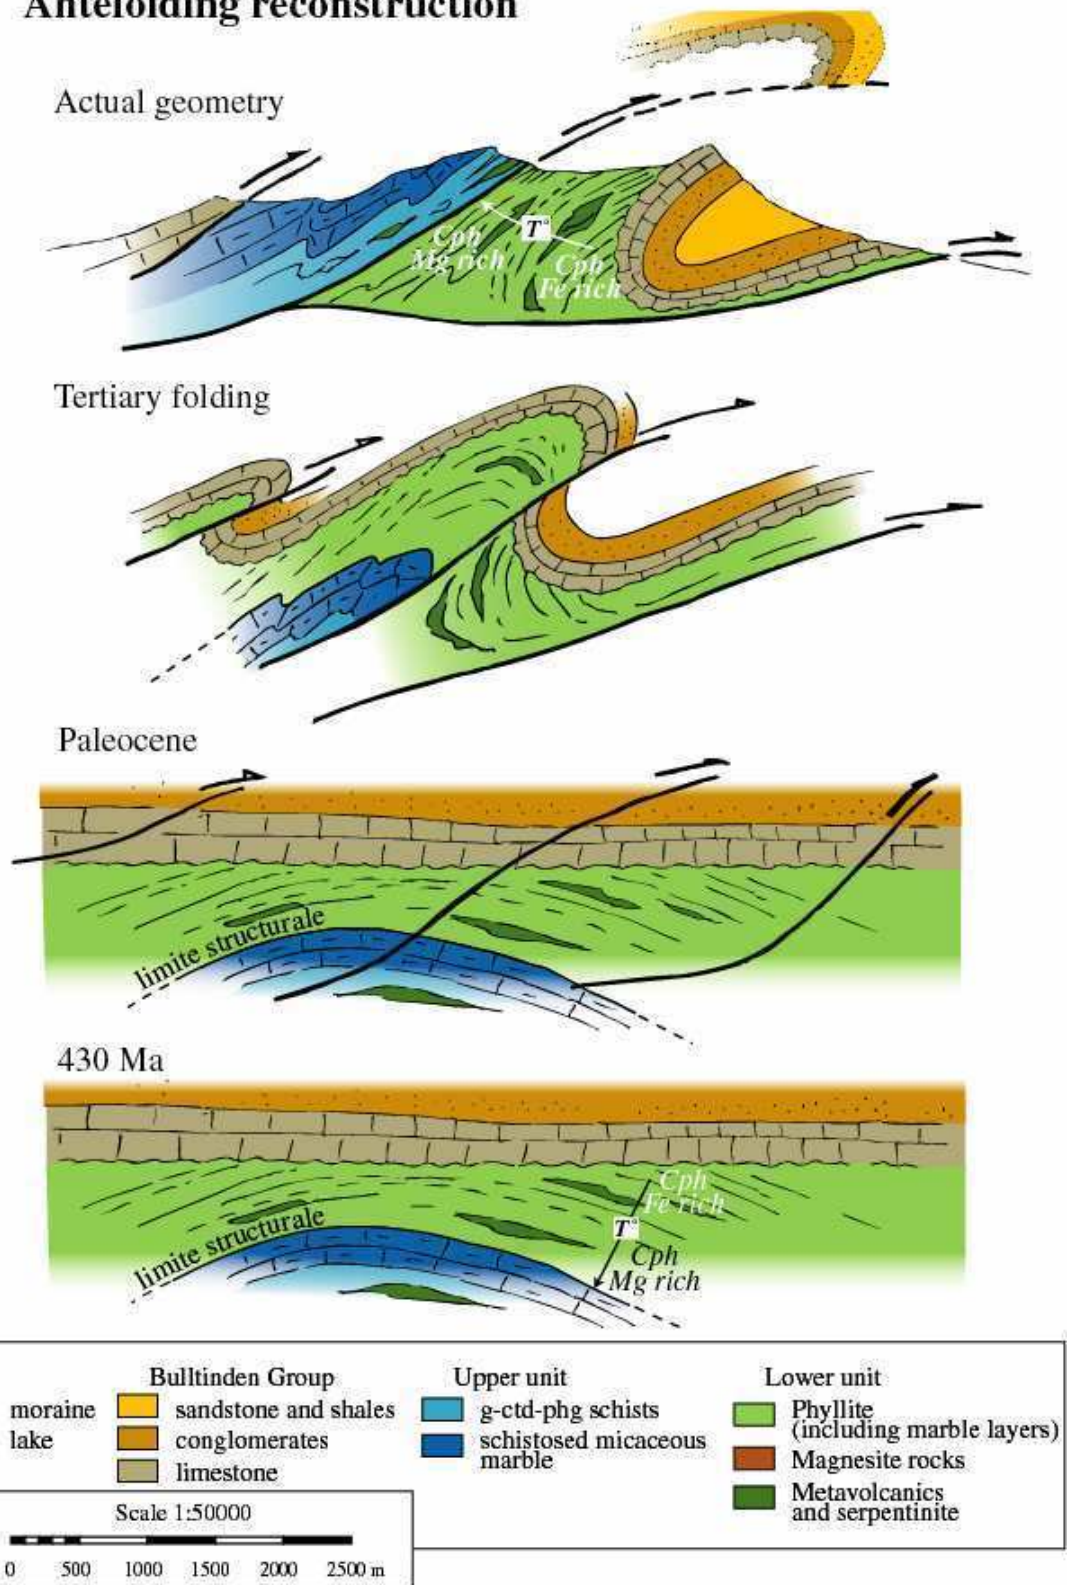 Antefolding reconstruction
Actual geometry
T°
Cph
Mg rich
Cph
Fe rich
Tertiary folding
Paleocene
limite structurale
430 Ma
Cph
Fe rich
T°
limite structurale
Cph
Mg rich
Bulltinden Group
Upper unit
Lower unit
moraine
lake
sandstone and shales
conglomerates
limestone
g-ctd-phg schists
schistosed micaceous
marble
Phyllite
(including marble layers)
Magnesite rocks
Metavolcanics
and serpentinite
Scale 1:50000
0 500 1000 1500 2000 2500 m